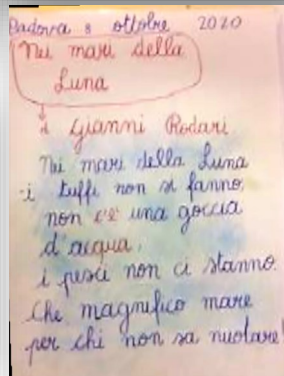 Padova 8 ottobre 2020
Nei mari della
Luna
di Gianni Rodari
Nei mari della Luna
i tuffi non si fanno,
non c'è una goccia
d'acqua,
i pesci non ci stanno.
Che magnifico mare
per chi non sa nuotare!